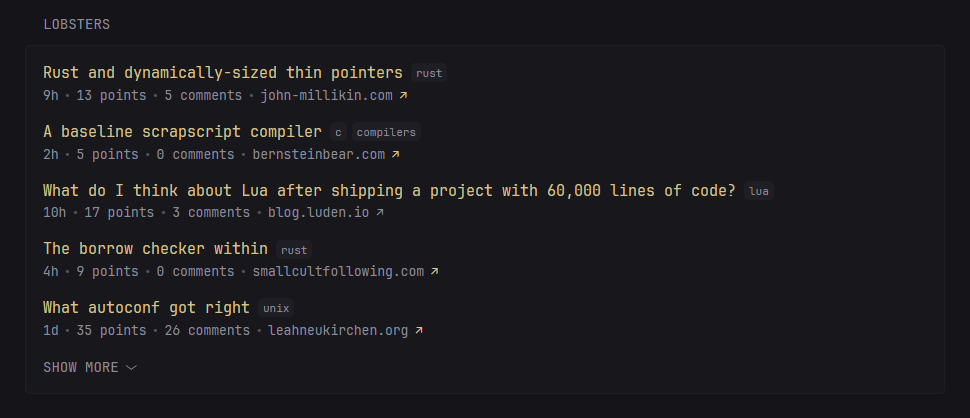 LOBSTERS
Rust and dynamically-sized thin pointers rust
9h • 13 points • 5 comments • john-millikin.com ↗
A baseline scrapscript compiler c compilers
2h • 5 points • 0 comments • bernsteinbear.com ↗
What do I think about Lua after shipping a project with 60,000 lines of code? lua
10h • 17 points • 3 comments • blog.luden.io ↗
The borrow checker within rust
4h • 9 points • 0 comments • smallcultfollowing.com ↗
What autoconf got right unix
1d • 35 points • 26 comments • leahneukirchen.org ↗
SHOW MORE